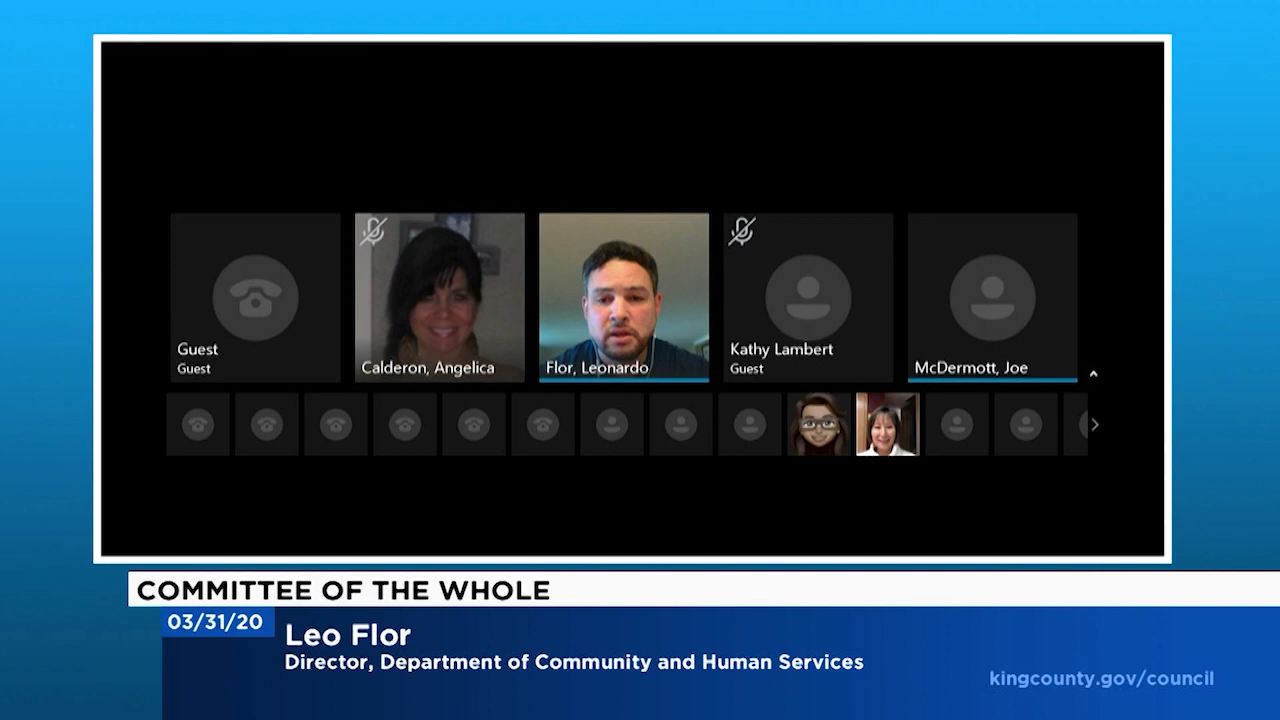 Guest
Guest
Calderon, Angelica
Flor, Leonardo
Kathy Lambert
Guest
McDermott, Joe
COMMITTEE OF THE WHOLE
03/31/20
Leo Flor
Director, Department of Community and Human Services
kingcounty.gov/council